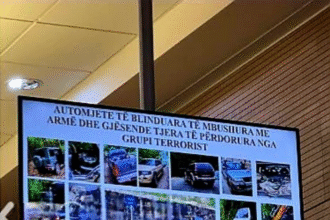 AUTOMJETE TË BLINDUARA TË MBUSHURA ME
ARMË DHE GJËSENDE TJERA TË PËRDORURA NGA
GRUPI TERRORIST